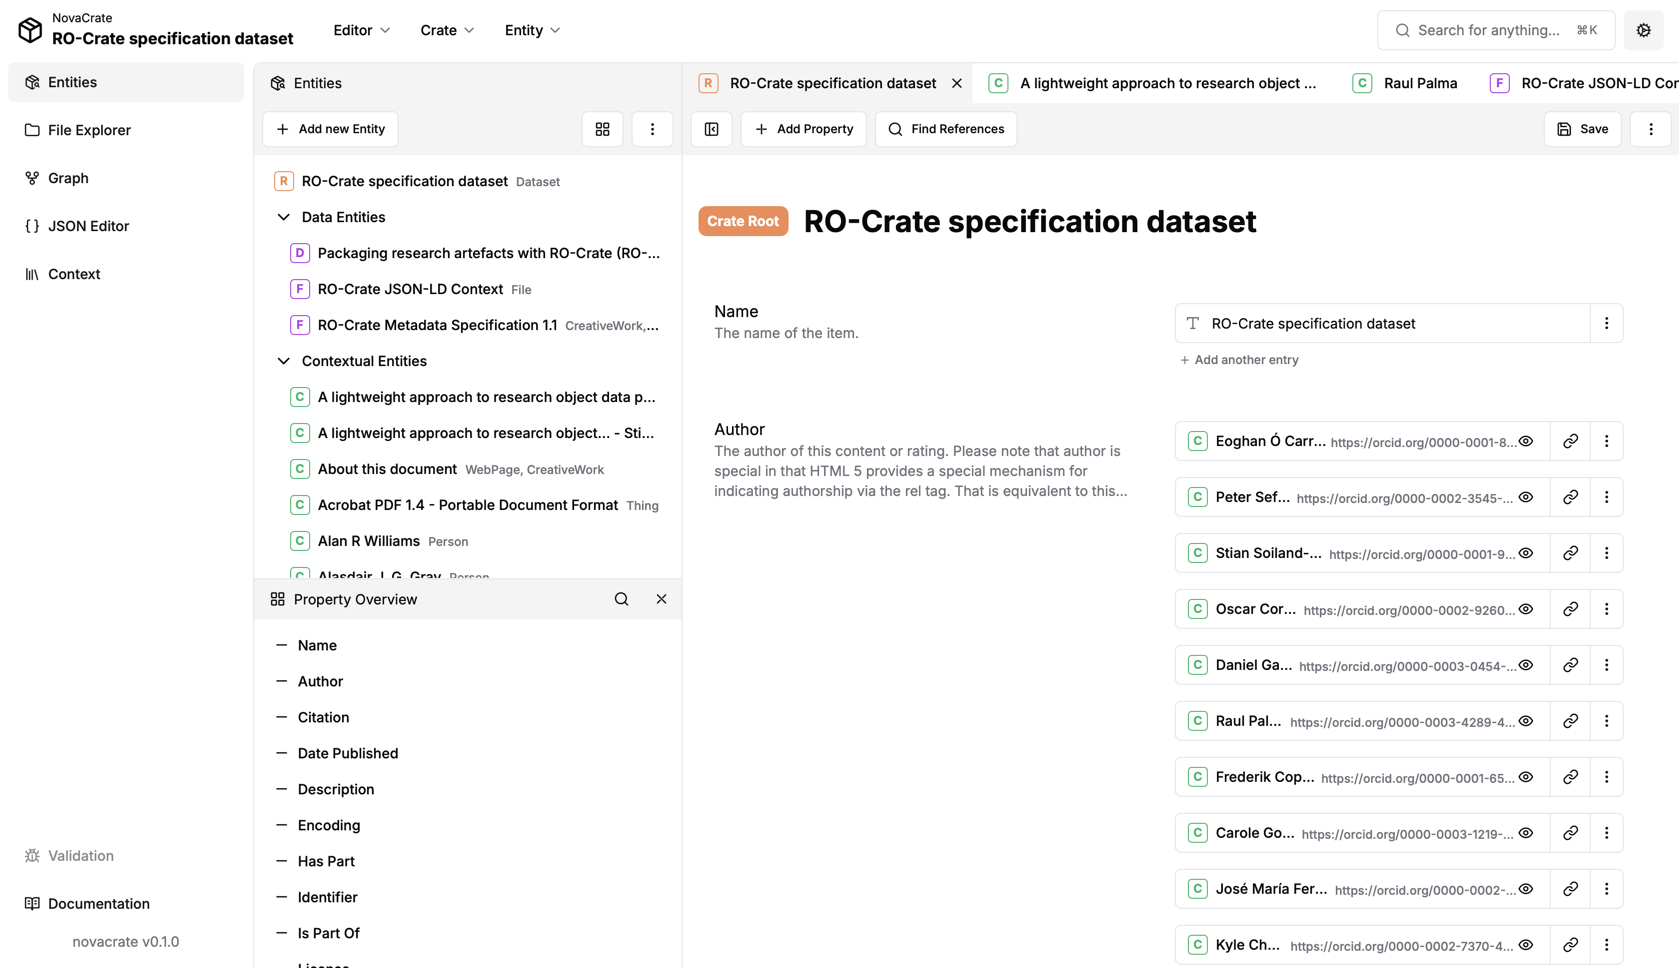 NovaCrate
RO-Crate specification dataset
Editor
Crate
Entity
Search for anything... ⌘K
Entities
File Explorer
Graph
JSON Editor
Context
Validation
Documentation
novacrate v0.1.0
Entities
Add new Entity
R RO-Crate specification dataset Dataset
Data Entities
D Packaging research artefacts with RO-Crate (RO-...
F RO-Crate JSON-LD Context File
F RO-Crate Metadata Specification 1.1 CreativeWork,...
Contextual Entities
C A lightweight approach to research object data p...
C A lightweight approach to research object... - Sti...
C About this document WebPage, CreativeWork
C Acrobat PDF 1.4 - Portable Document Format Thing
C Alan R Williams Person
C Alasdair J. G. Gray Person
Property Overview
Name
Author
Citation
Date Published
Description
Encoding
Has Part
Identifier
Is Part Of
License
R RO-Crate specification dataset
C A lightweight approach to research object ...
C Raul Palma
F RO-Crate JSON-LD Con
Add Property
Find References
Save
Crate Root RO-Crate specification dataset
Name
The name of the item.
RO-Crate specification dataset
+ Add another entry
Author
The author of this content or rating. Please note that author is
special in that HTML 5 provides a special mechanism for
indicating authorship via the rel tag. That is equivalent to this...
C Eoghan Ó Carr... https://orcid.org/0000-0001-8...
C Peter Sef... https://orcid.org/0000-0002-3545-...
C Stian Soiland-... https://orcid.org/0000-0001-9...
C Oscar Cor... https://orcid.org/0000-0002-9260...
C Daniel Ga... https://orcid.org/0000-0003-0454-...
C Raul Pal... https://orcid.org/0000-0003-4289-4...
C Frederik Cop... https://orcid.org/0000-0001-65...
C Carole Go... https://orcid.org/0000-0003-1219-...
C José María Fer... https://orcid.org/0000-0002-...
C Kyle Ch... https://orcid.org/0000-0002-7370-4...